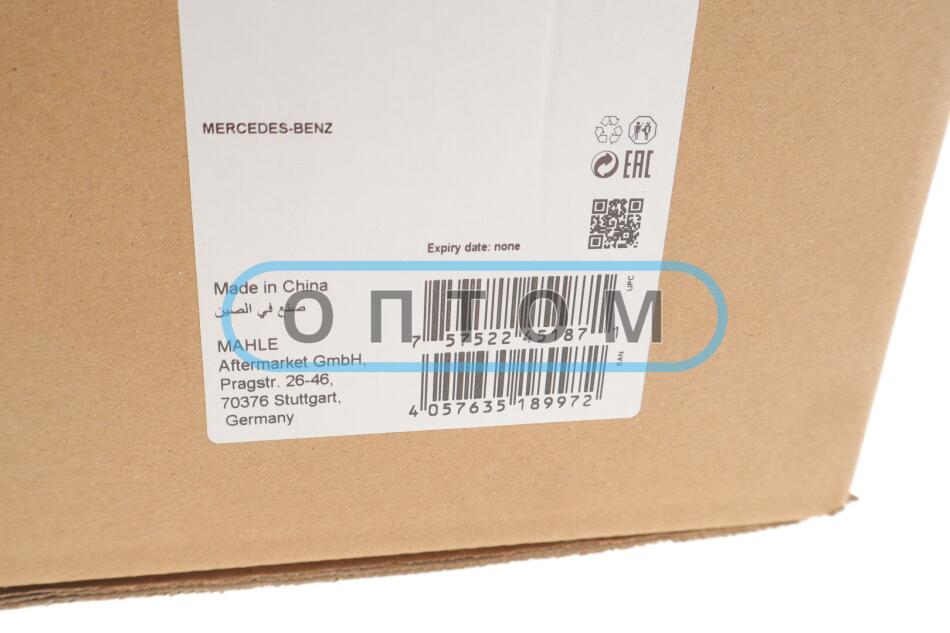 MERCEDES-BENZ
EAC
Expiry date: none
Made in China
صنع في الصين
MAHLE
Aftermarket GmbH,
Pragstr. 26-46,
70376 Stuttgart,
Germany
UPC
EAN
4 057635 189972
ОПТОМ